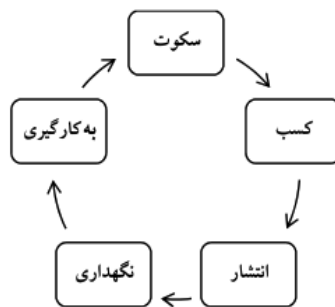 سکوت
کسب
انتشار
نگهداری
به‌کارگیری